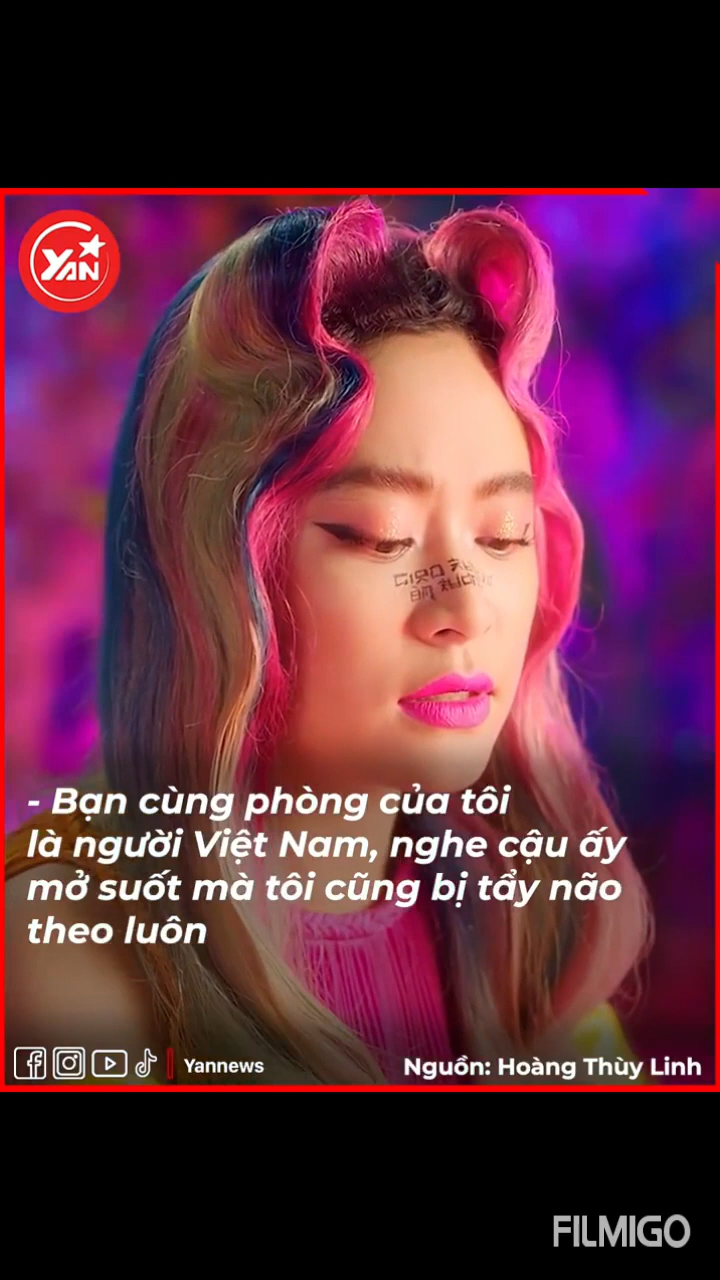 YAN
- Bạn cùng phòng của tôi
là người Việt Nam, nghe cậu ấy
mở suốt mà tôi cũng bị tẩy não
theo luôn
Yannews
Nguồn: Hoàng Thùy Linh
FILMIGO